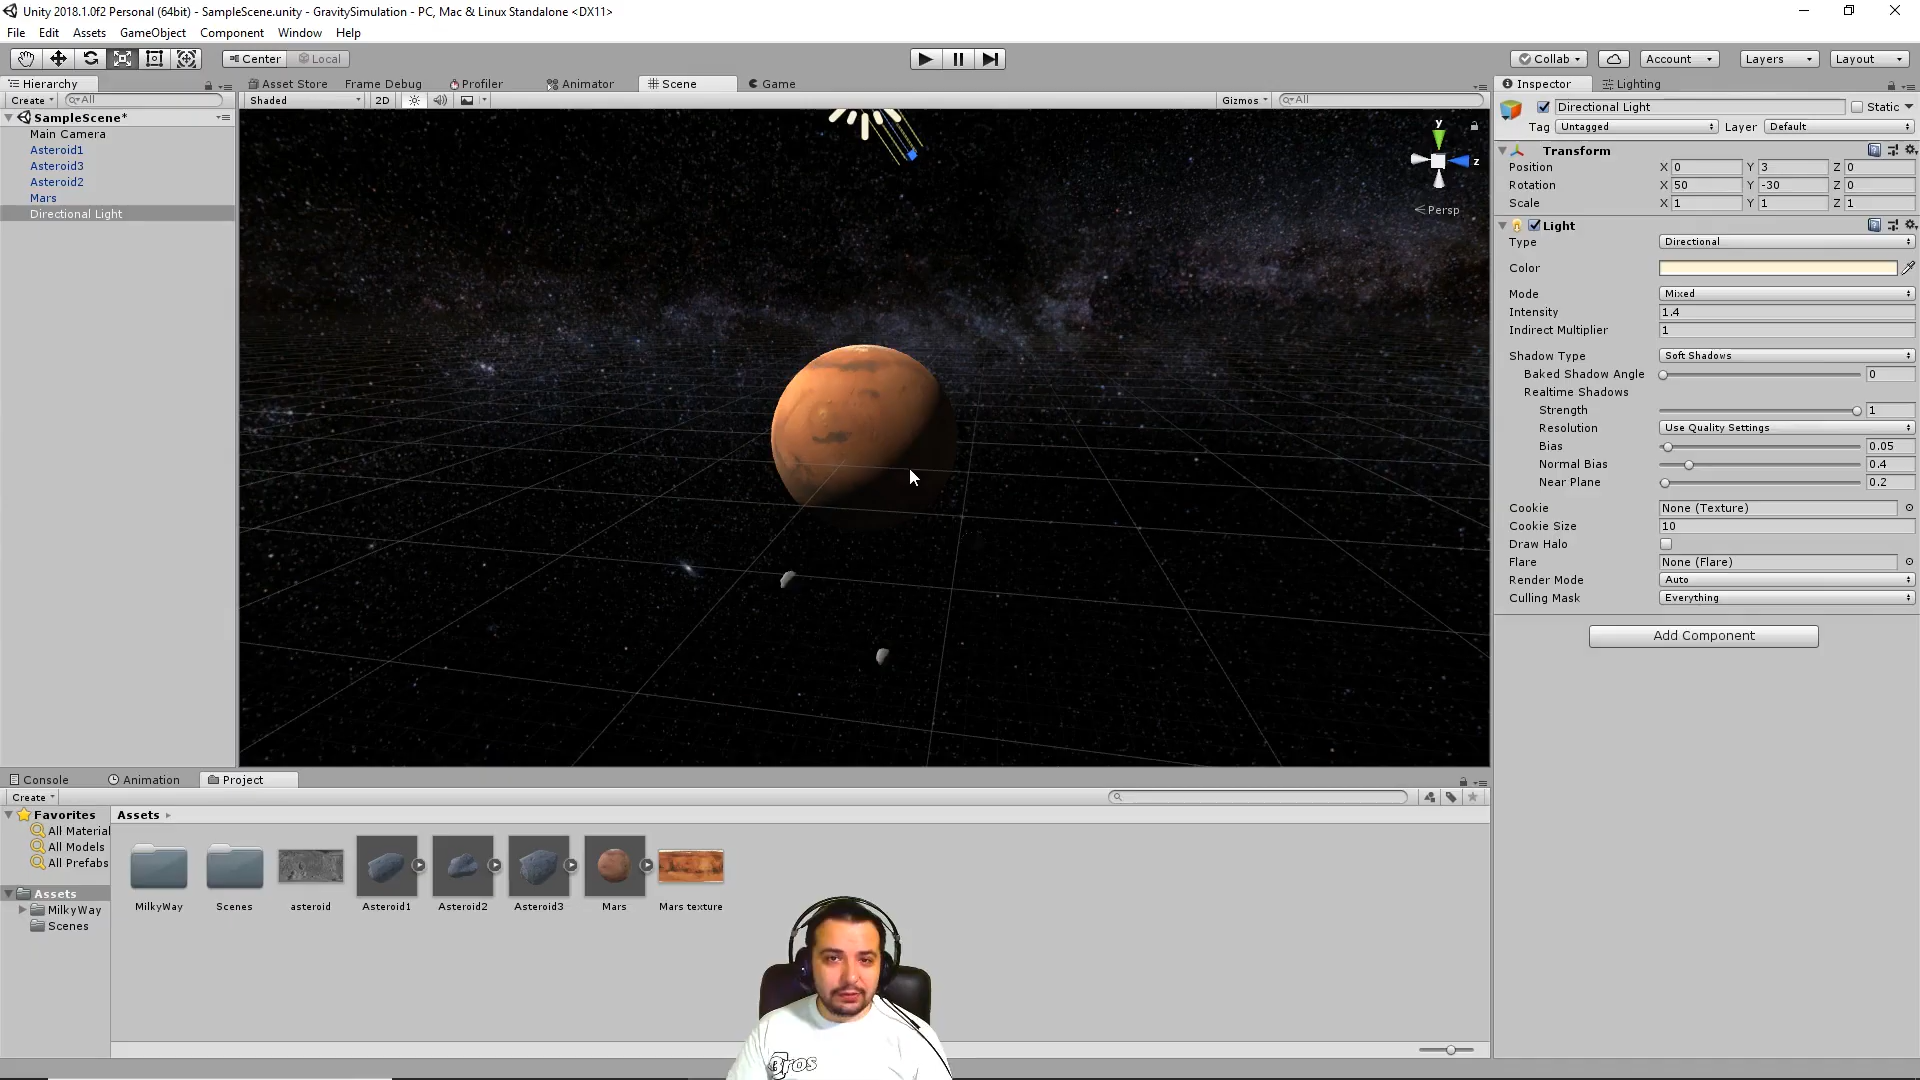 Unity 2018.1.0f2 Personal (64bit) - SampleScene.unity - GravitySimulation - PC, Mac & Linux Standalone <DX11>
File Edit Assets GameObject Component Window Help
Center Local Collab Account Layers Layout
Hierarchy Asset Store Frame Debug Profiler Animator Scene Game Inspector Lighting
Create All Shaded 2D Gizmos All
SampleScene*
Main Camera
Asteroid1
Asteroid3
Asteroid2
Mars
Directional Light
y
z
Persp
Directional Light Static
Tag Untagged Layer Default
Transform
Position X 0 Y 3 Z 0
Rotation X 50 Y -30 Z 0
Scale X 1 Y 1 Z 1
Light
Type Directional
Color
Mode Mixed
Intensity 1.4
Indirect Multiplier 1
Shadow Type Soft Shadows
Baked Shadow Angle 0
Realtime Shadows
Strength 1
Resolution Use Quality Settings
Bias 0.05
Normal Bias 0.4
Near Plane 0.2
Cookie None (Texture)
Cookie Size 10
Draw Halo
Flare None (Flare)
Render Mode Auto
Culling Mask Everything
Add Component
Console Animation Project
Create
Favorites
All Material
All Models
All Prefabs
Assets
MilkyWay
Scenes
Assets
MilkyWay Scenes asteroid Asteroid1 Asteroid2 Asteroid3 Mars Mars texture
Bros